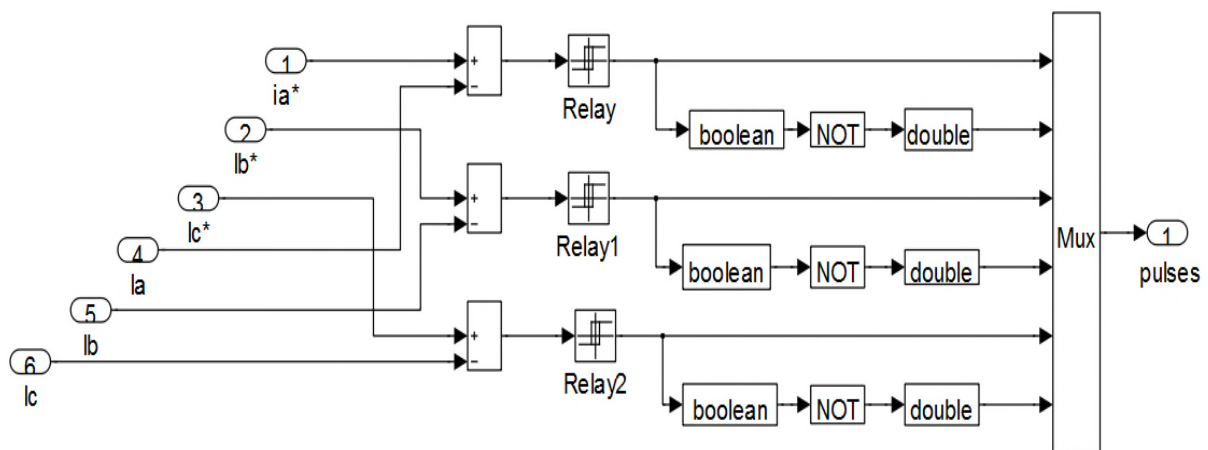 1
ia*
Relay
boolean NOT double
2
Ib*
3
Ic*
Relay1
4
Ia
boolean NOT double
Mux
1
pulses
5
Ib
6
Ic
Relay2
boolean NOT double
+
-
+
-
+
-